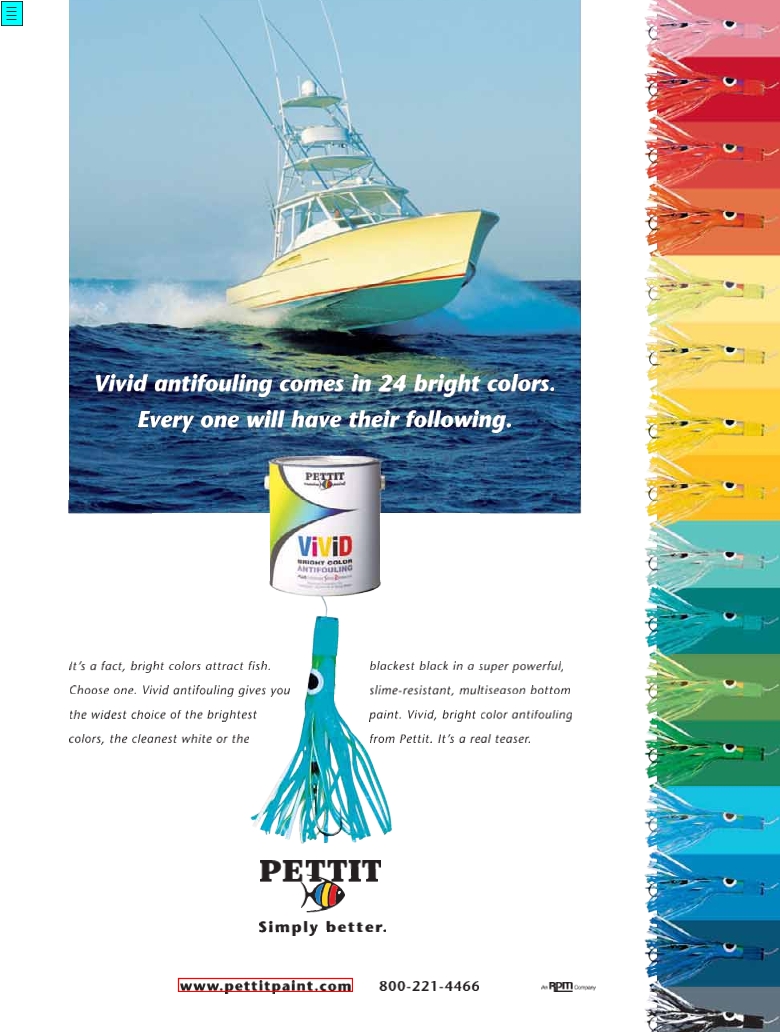 Vivid antifouling comes in 24 bright colors.
Every one will have their following.
PETTIT
ViViD
BRIGHT COLOR
ANTIFOULING
It's a fact, bright colors attract fish.
Choose one. Vivid antifouling gives you
the widest choice of the brightest
colors, the cleanest white or the
blackest black in a super powerful,
slime-resistant, multiseason bottom
paint. Vivid, bright color antifouling
from Pettit. It's a real teaser.
PETTIT
Simply better.
www.pettitpaint.com 800-221-4466 An RPM Company